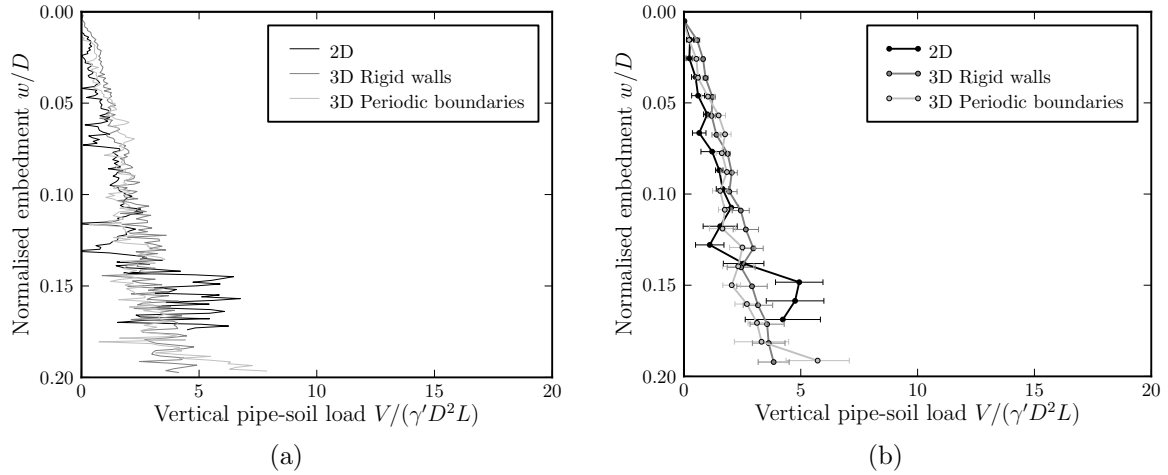 0.00
0.05
0.10
0.15
0.20
Normalised embedment w/D
2D
3D Rigid walls
3D Periodic boundaries
0 5 10 15 20
Vertical pipe-soil load V/(γ′D²L)
(a)
0.00
0.05
0.10
0.15
0.20
Normalised embedment w/D
2D
3D Rigid walls
3D Periodic boundaries
0 5 10 15 20
Vertical pipe-soil load V/(γ′D²L)
(b)